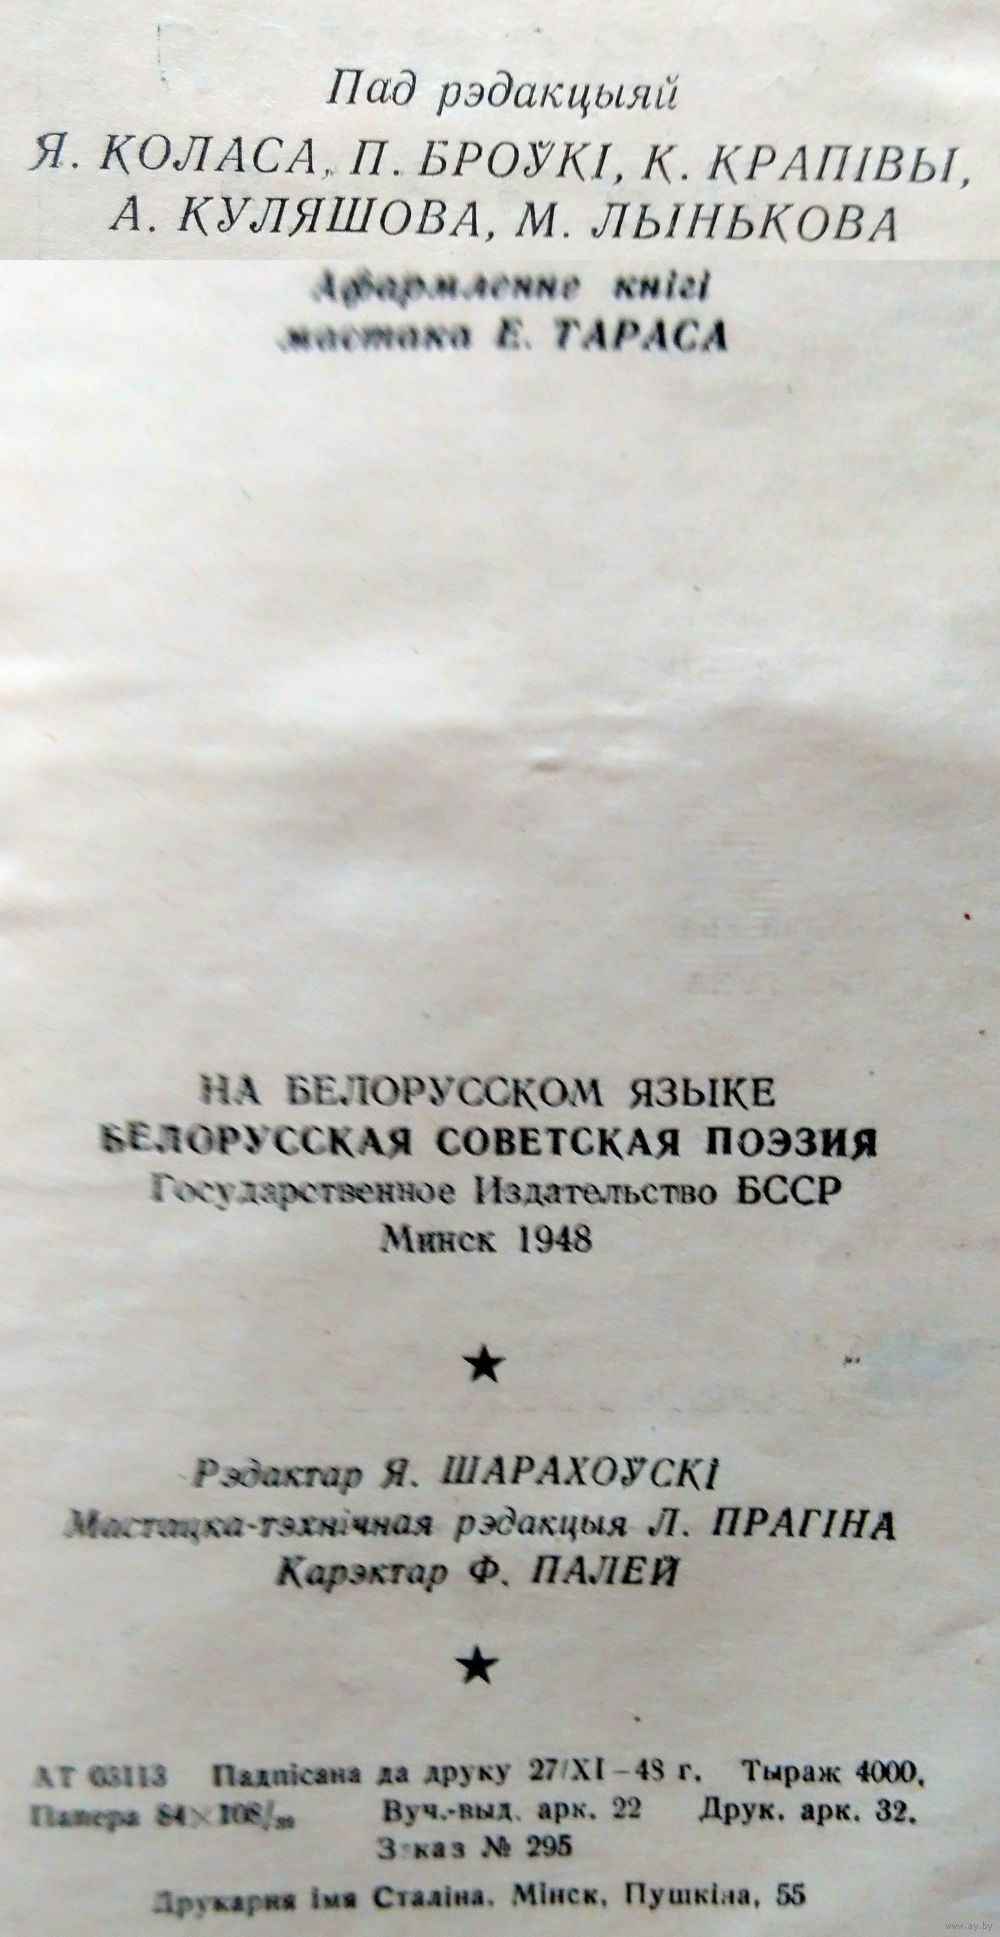 Пад рэдакцыяй
Я. КОЛАСА, П. БРОЎКІ, К. КРАПІВЫ,
А. КУЛЯШОВА, М. ЛЫНЬКОВА
Афармленне кнігі
мастака Е. ТАРАСА
НА БЕЛОРУССКОМ ЯЗЫКЕ
БЕЛОРУССКАЯ СОВЕТСКАЯ ПОЭЗИЯ
Государственное Издательство БССР
Минск 1948
★
Рэдактар Я. ШАРАХОЎСКІ
Мастацка-тэхнічная рэдакцыя Л. ПРАГІНА
Карэктар Ф. ПАЛЕЙ
★
АТ 03113 Падпісана да друку 27/XI—48 г. Тыраж 4000.
Папера 84×108/ Вуч.-выд. арк. 22 Друк. арк. 32.
Заказ № 295
Друкарня імя Сталіна. Мінск, Пушкіна, 55
www.ay.by